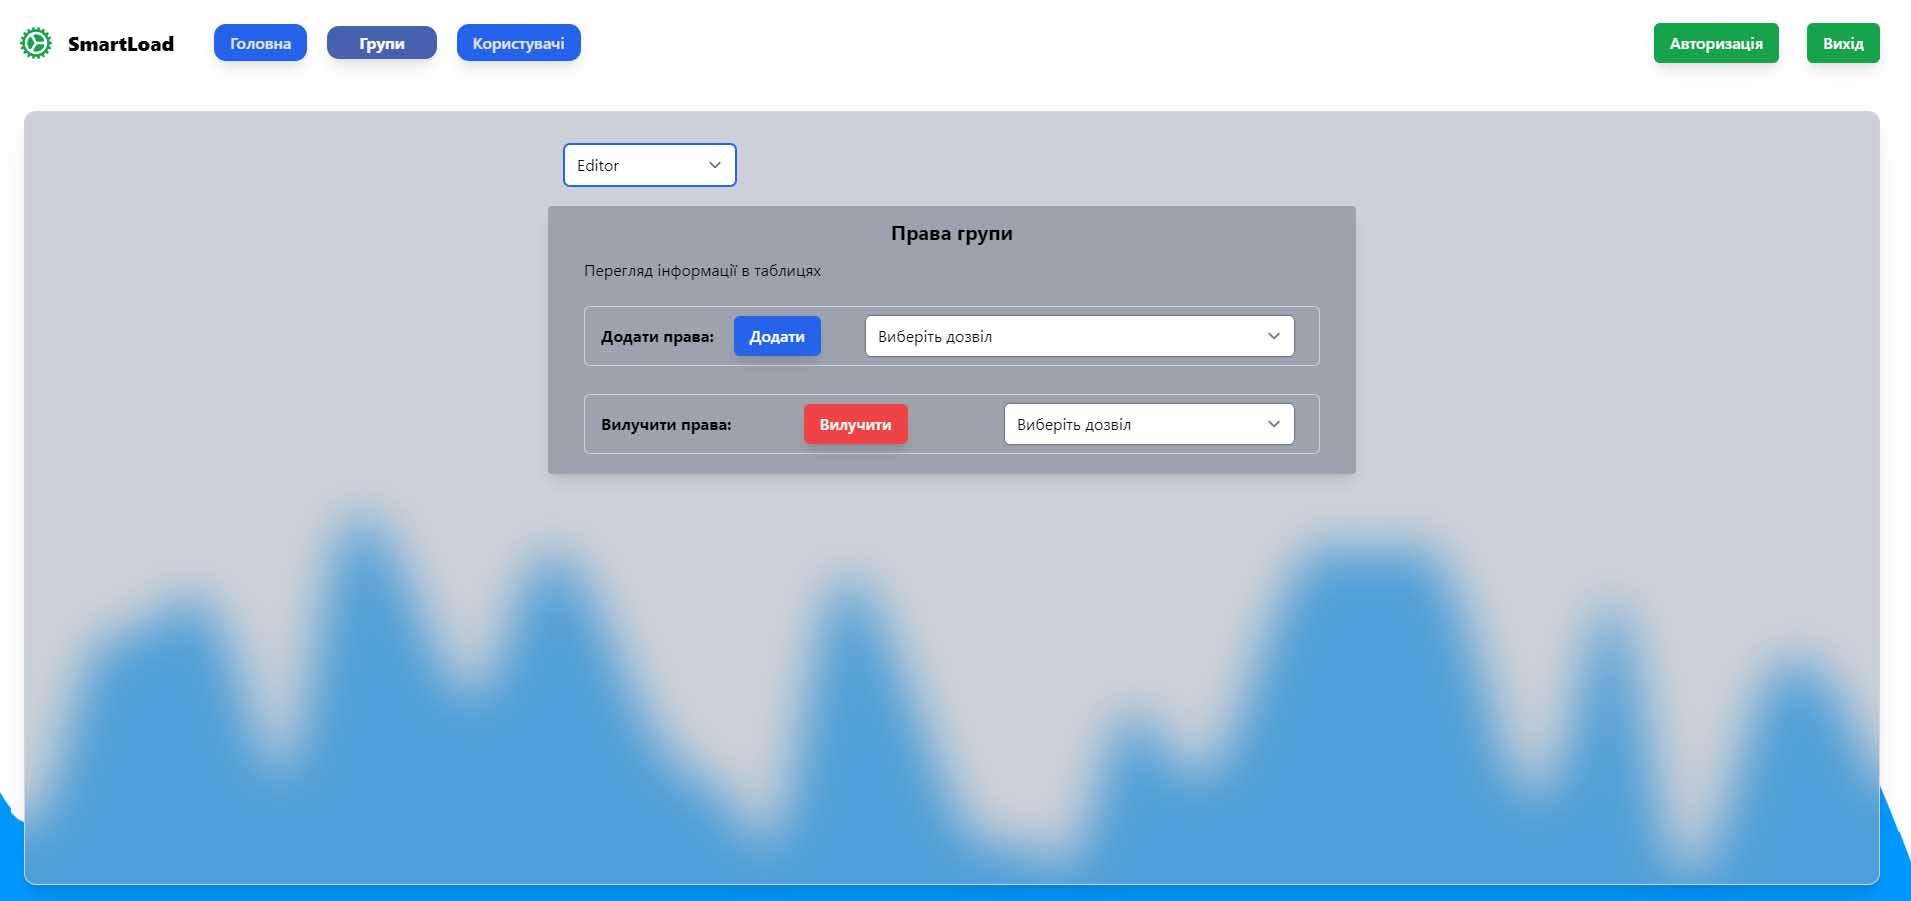 SmartLoad Головна Групи Користувачі Авторизація Вихід
Editor
Права групи
Перегляд інформації в таблицях
Додати права: Додати Виберіть дозвіл
Вилучити права: Вилучити Виберіть дозвіл